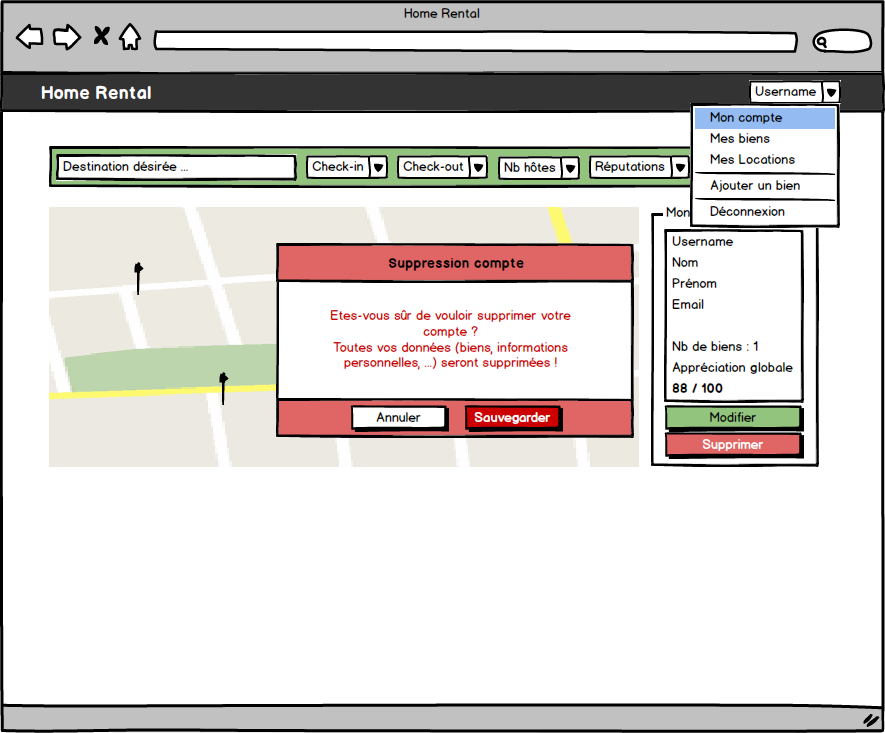 Home Rental
Home Rental
Username
Mon compte
Mes biens
Mes Locations
Ajouter un bien
Déconnexion
Destination désirée ...
Check-in
Check-out
Nb hôtes
Réputations
Mon
Username
Nom
Prénom
Email
Nb de biens : 1
Appréciation globale
88 / 100
Modifier
Supprimer
Suppression compte
Etes-vous sûr de vouloir supprimer votre
compte ?
Toutes vos données (biens, informations
personnelles, ...) seront supprimées !
Annuler
Sauvegarder